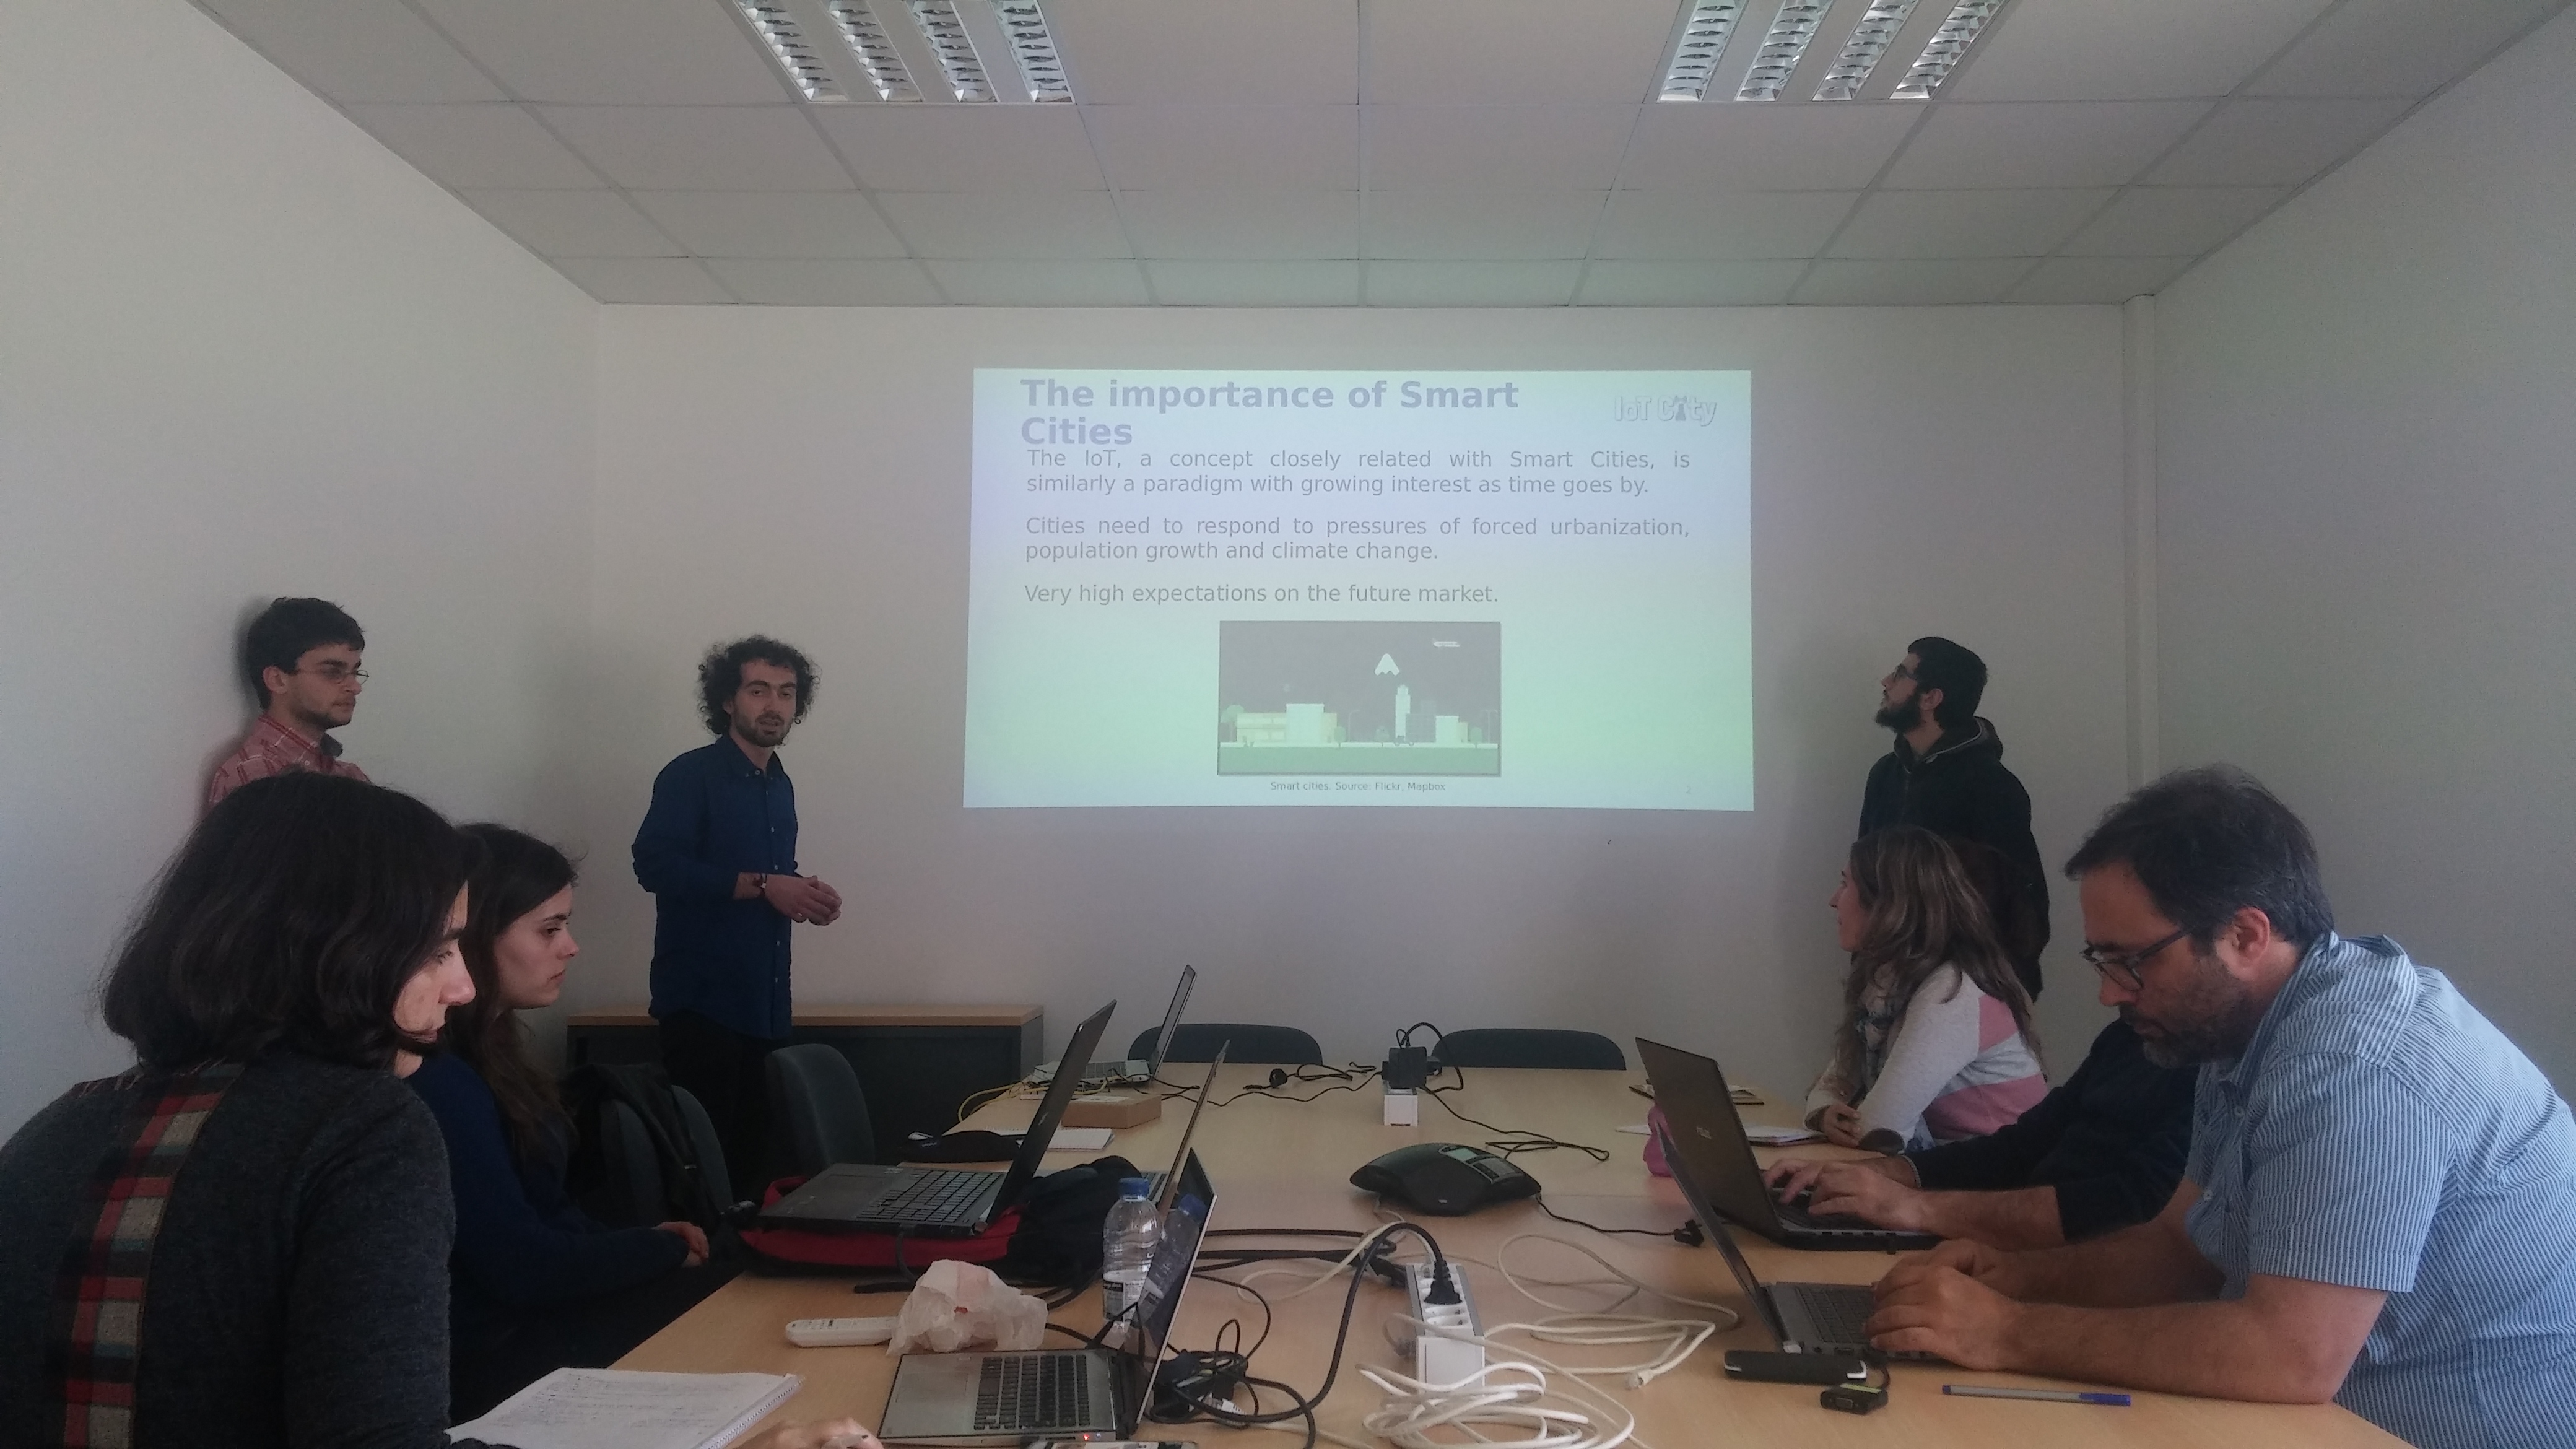 The importance of Smart
Cities
IoT City
The IoT, a concept closely related with Smart Cities, is
similarly a paradigm with growing interest as time goes by.
Cities need to respond to pressures of forced urbanization,
population growth and climate change.
Very high expectations on the future market.
Smart cities. Source: Flickr, Mapbox
2